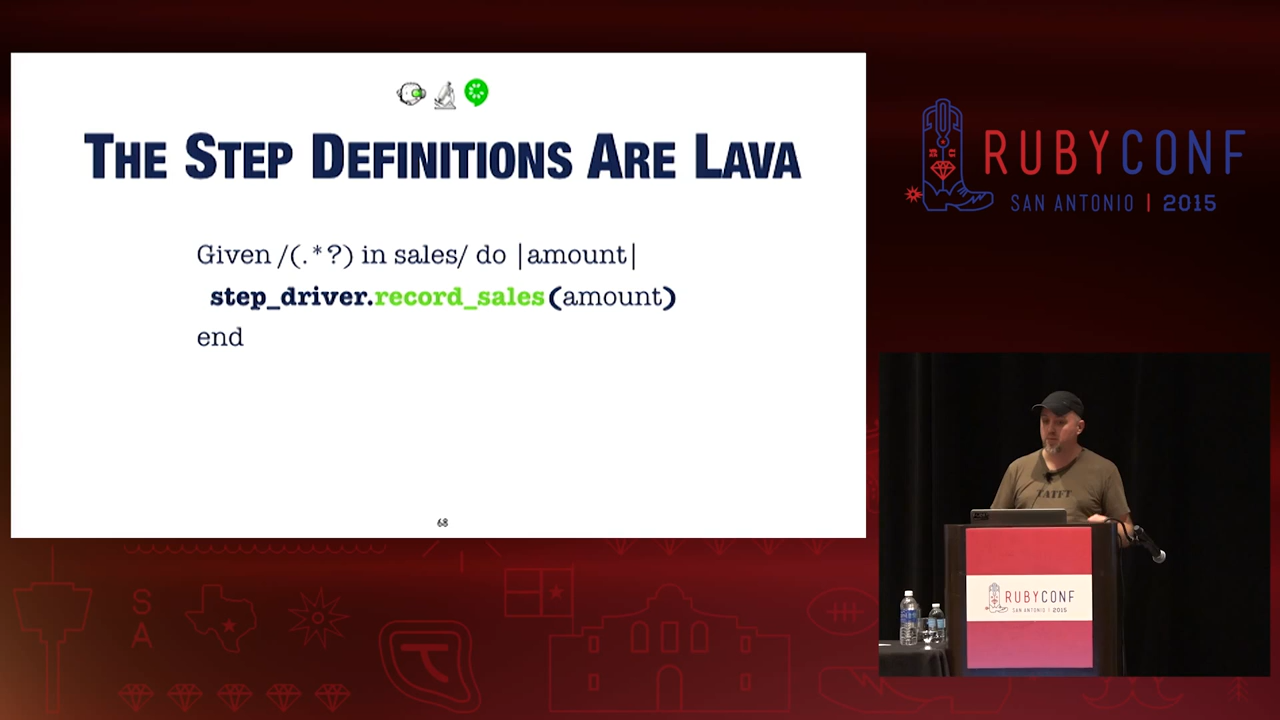 THE STEP DEFINITIONS ARE LAVA
Given /(.*?) in sales/ do |amount|
step_driver.record_sales(amount)
end
68
RUBYCONF
SAN ANTONIO | 2015
TATFT
RUBYCONF
SAN ANTONIO | 2015
S
A